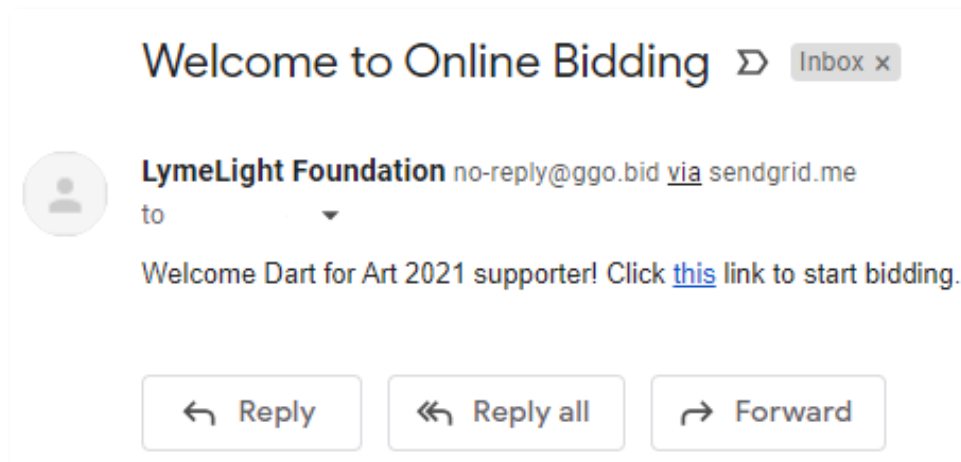 Welcome to Online Bidding Inbox ×
LymeLight Foundation no-reply@ggo.bid via sendgrid.me
to
Welcome Dart for Art 2021 supporter! Click this link to start bidding.
Reply Reply all Forward